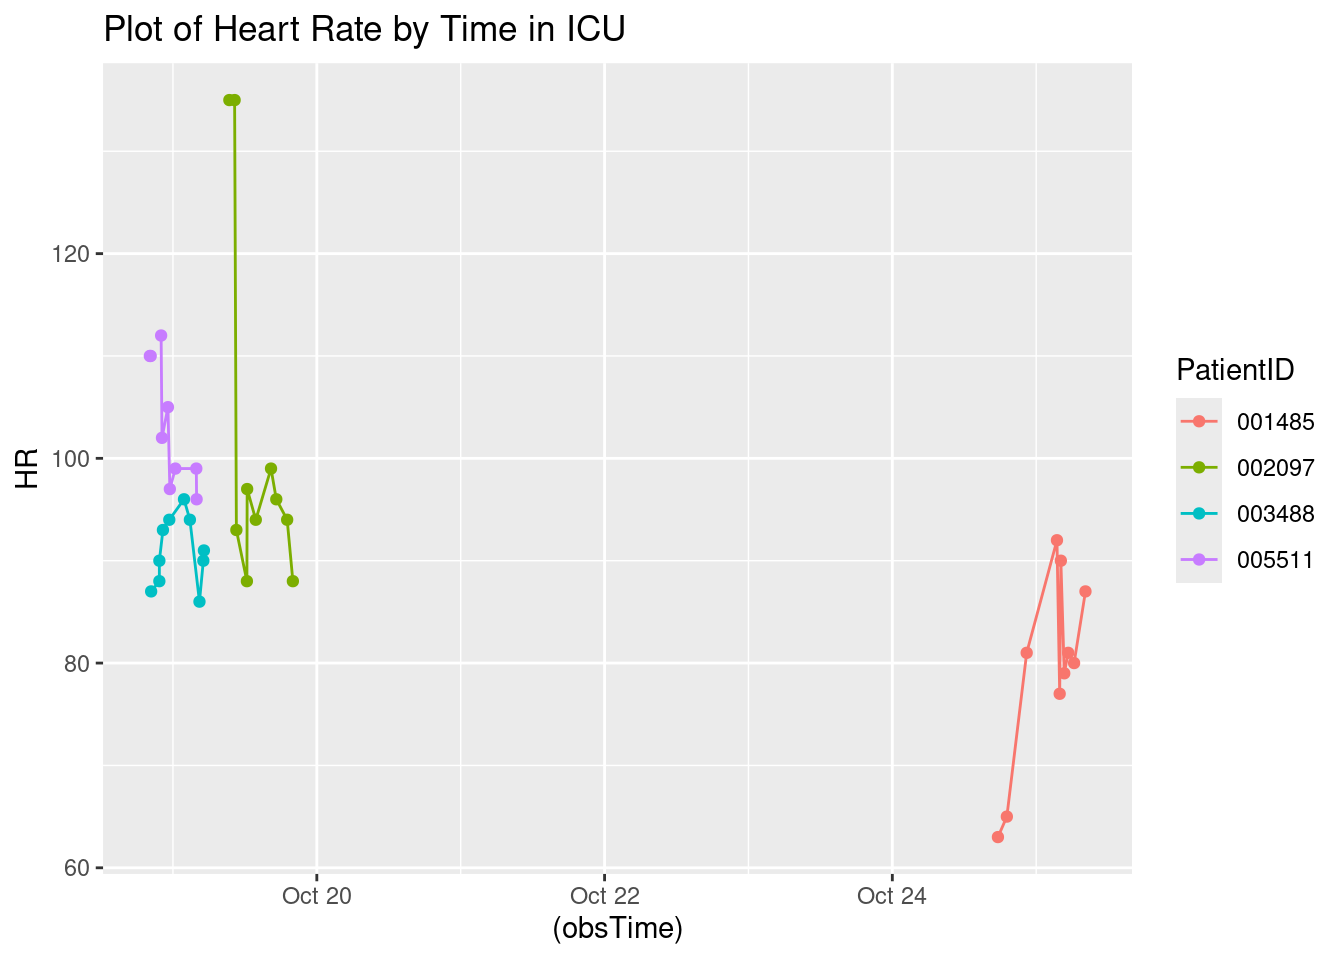 Plot of Heart Rate by Time in ICU
120
100
80
60
HR
Oct 20
Oct 22
Oct 24
(obsTime)
PatientID
001485
002097
003488
005511